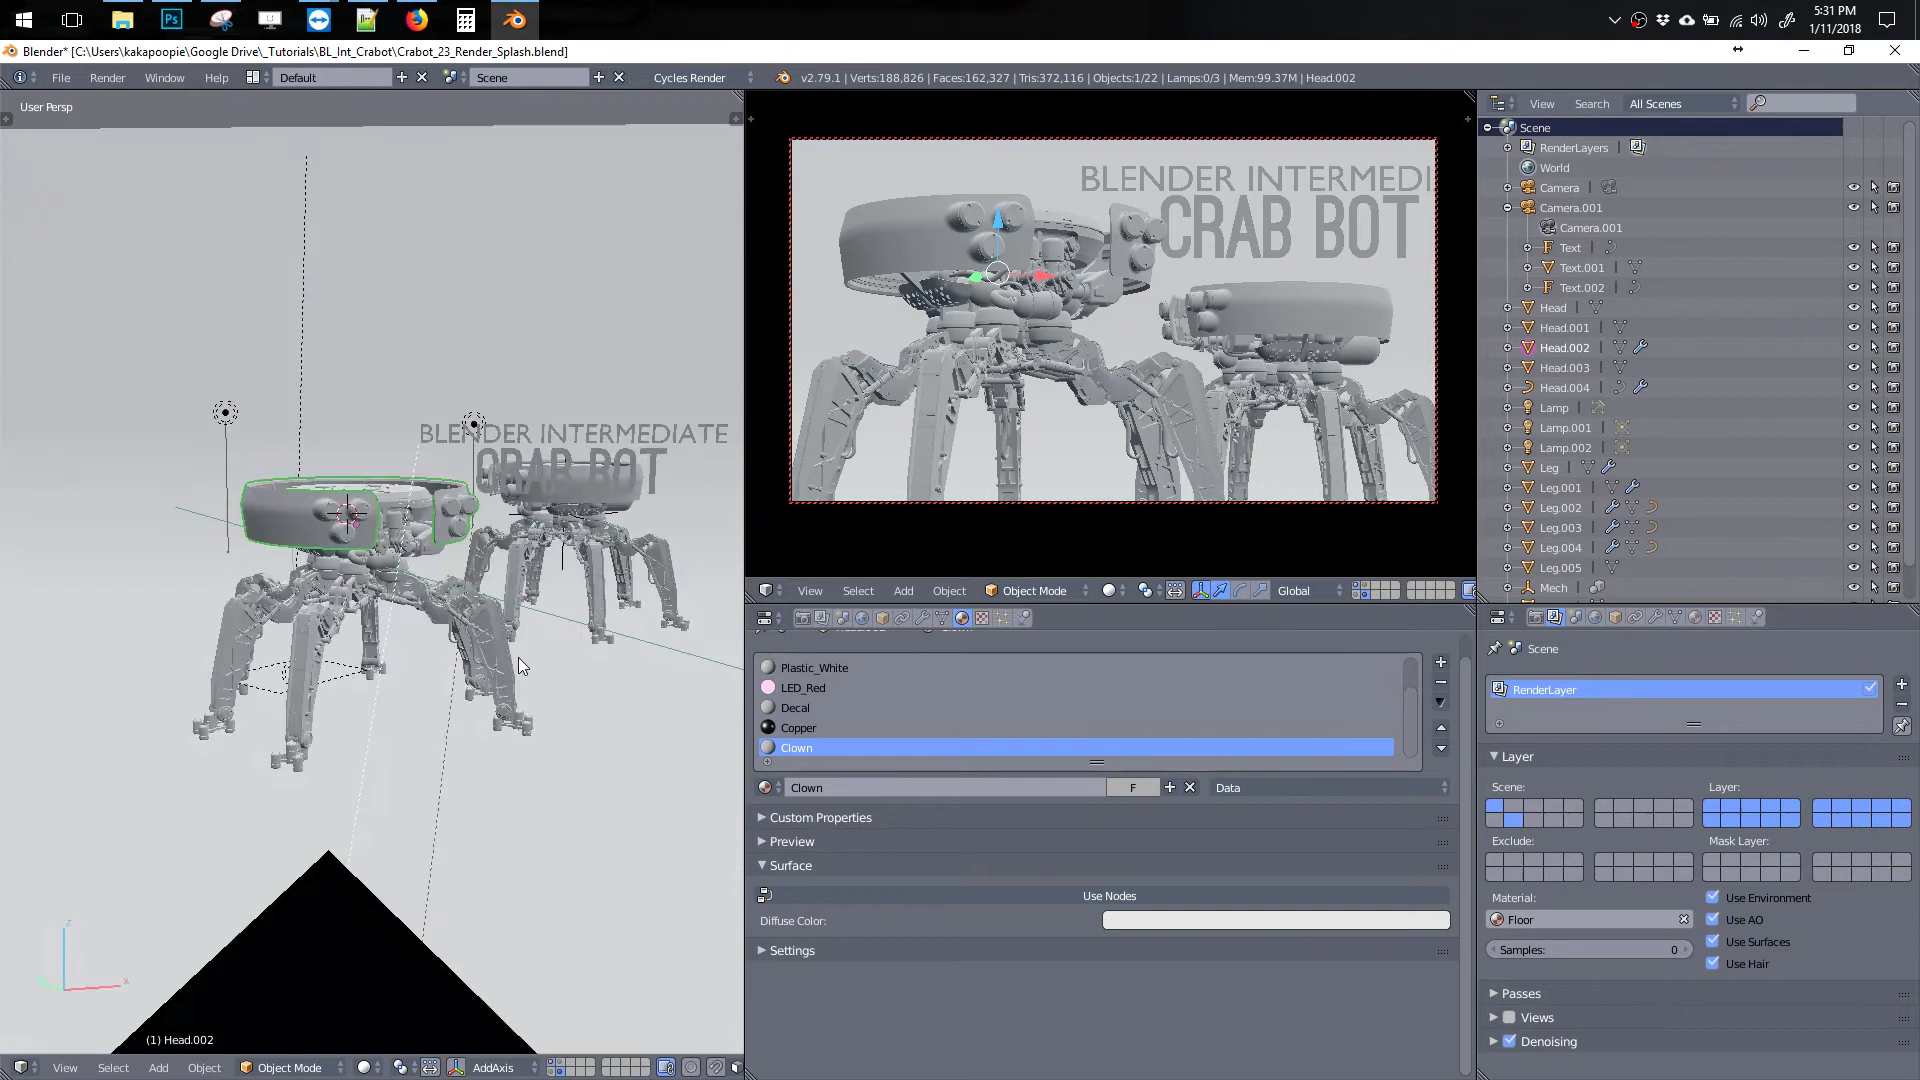 5:31 PM
1/11/2018
Blender* [C:\Users\kakapoopie\Google Drive\_Tutorials\BL_Int_Crabot\Crabot_23_Render_Splash.blend]
File Render Window Help Default Scene Cycles Render v2.79.1 | Verts:188,826 | Faces:162,327 | Tris:372,116 | Objects:1/22 | Lamps:0/3 | Mem:99.37M | Head.002
User Persp
BLENDER INTERMEDIATE
CRAB BOT
z
x
(1) Head.002
View Select Add Object Object Mode AddAxis
BLENDER INTERMEDI
CRAB BOT
View Select Add Object Object Mode Global
Plastic_White
LED_Red
Decal
Copper
Clown
Clown F Data
Custom Properties
Preview
Surface
Use Nodes
Diffuse Color:
Settings
View Search All Scenes
Scene
RenderLayers
World
Camera
Camera.001
Camera.001
Text
Text.001
Text.002
Head
Head.001
Head.002
Head.003
Head.004
Lamp
Lamp.001
Lamp.002
Leg
Leg.001
Leg.002
Leg.003
Leg.004
Leg.005
Mech
Scene
RenderLayer
Layer
Scene: Layer:
Exclude: Mask Layer:
Material:
Floor
Samples: 0
Use Environment
Use AO
Use Surfaces
Use Hair
Passes
Views
Denoising